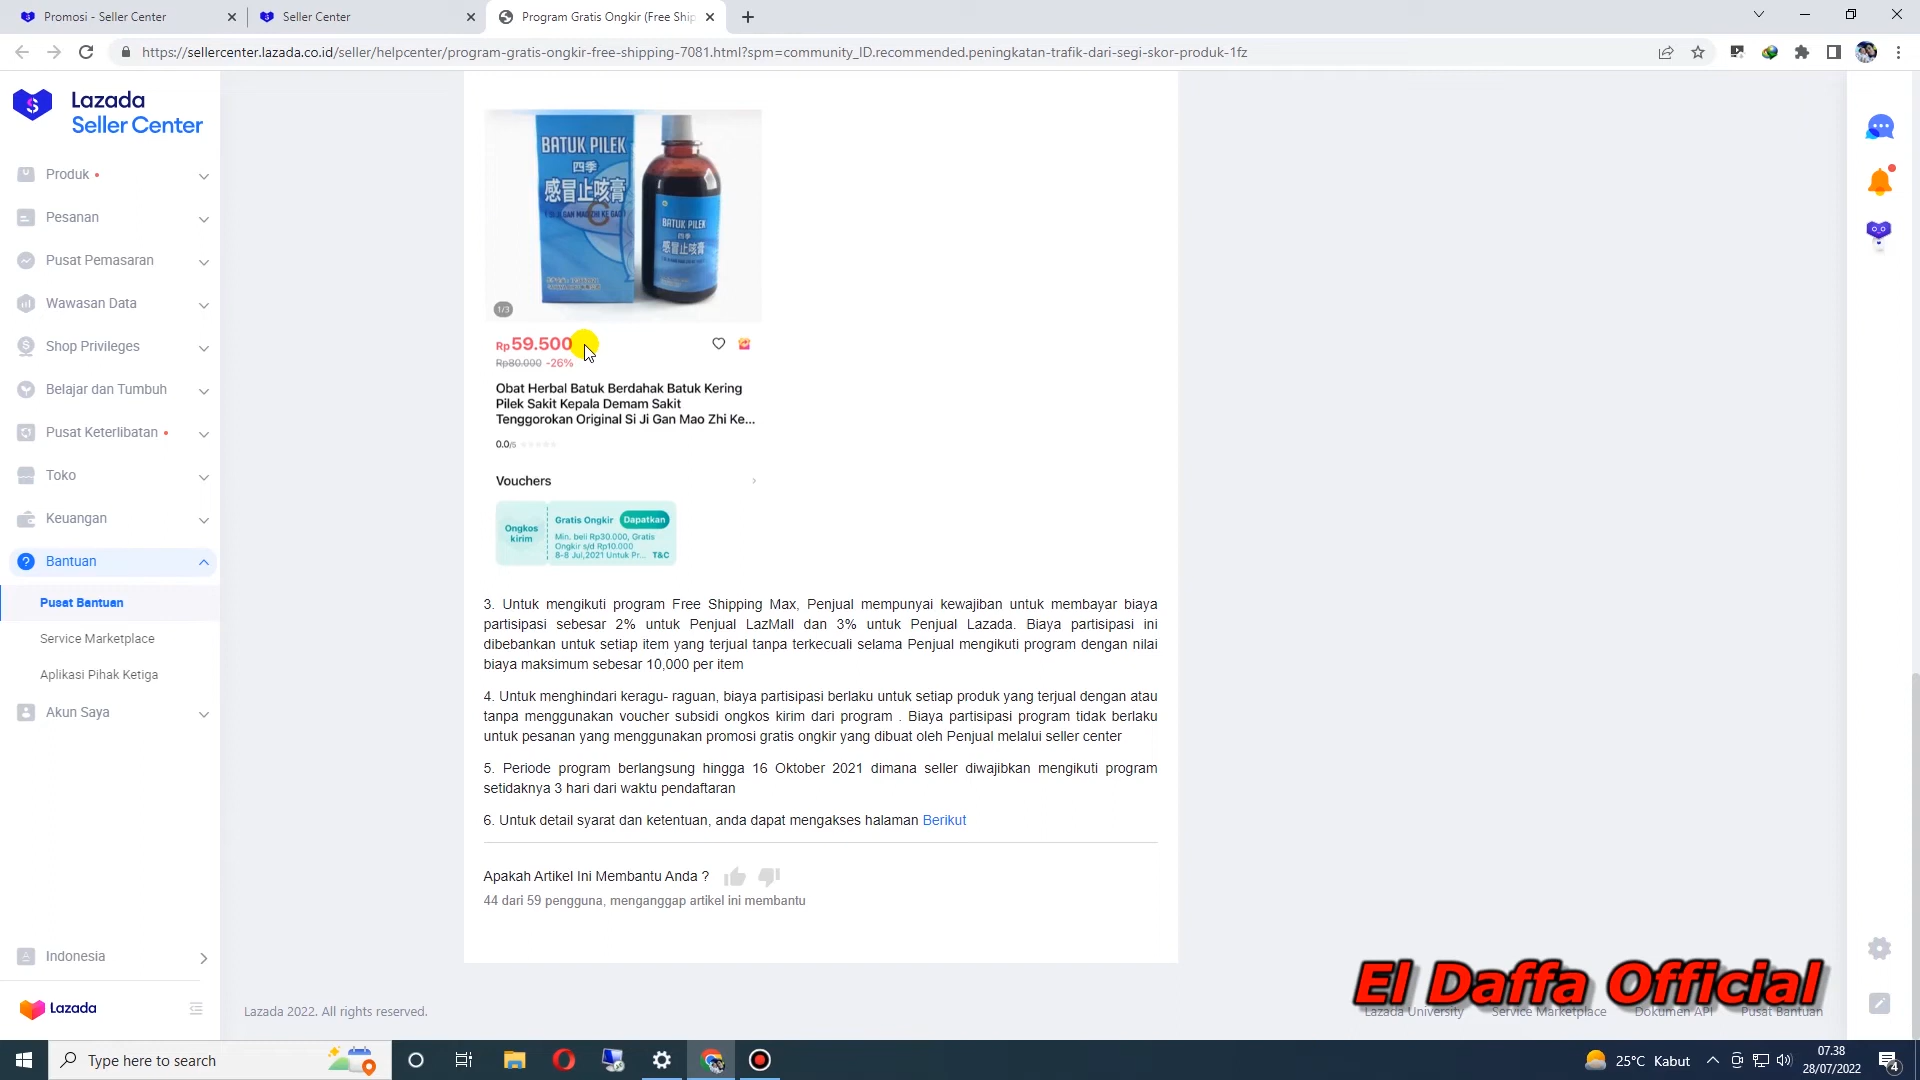 Promosi - Seller Center
Seller Center
Program Gratis Ongkir (Free Ship
https://sellercenter.lazada.co.id/seller/helpcenter/program-gratis-ongkir-free-shipping-7081.html?spm=community_ID.recommended.peningkatan-trafik-dari-segi-skor-produk-1fz
Lazada
Seller Center
Produk
Pesanan
Pusat Pemasaran
Wawasan Data
Shop Privileges
Belajar dan Tumbuh
Pusat Keterlibatan
Toko
Keuangan
Bantuan
Pusat Bantuan
Service Marketplace
Aplikasi Pihak Ketiga
Akun Saya
Indonesia
Lazada
BATUK PILEK
四季
感冒止咳膏
BATUK PILEK
四季
感冒止咳膏
1/3
Rp59.500
Rp80.000 -26%
Obat Herbal Batuk Berdahak Batuk Kering
Pilek Sakit Kepala Demam Sakit
Tenggorokan Original Si Ji Gan Mao Zhi Ke...
0.0/5
Vouchers
Ongkos
kirim
Gratis Ongkir Dapatkan
Min. beli Rp30.000, Gratis
Ongkir s/d Rp10.000
8-8 Jul,2021 Untuk Pr... T&C
3. Untuk mengikuti program Free Shipping Max, Penjual mempunyai kewajiban untuk membayar biaya
partisipasi sebesar 2% untuk Penjual LazMall dan 3% untuk Penjual Lazada. Biaya partisipasi ini
dibebankan untuk setiap item yang terjual tanpa terkecuali selama Penjual mengikuti program dengan nilai
biaya maksimum sebesar 10,000 per item
4. Untuk menghindari keragu- raguan, biaya partisipasi berlaku untuk setiap produk yang terjual dengan atau
tanpa menggunakan voucher subsidi ongkos kirim dari program . Biaya partisipasi program tidak berlaku
untuk pesanan yang menggunakan promosi gratis ongkir yang dibuat oleh Penjual melalui seller center
5. Periode program berlangsung hingga 16 Oktober 2021 dimana seller diwajibkan mengikuti program
setidaknya 3 hari dari waktu pendaftaran
6. Untuk detail syarat dan ketentuan, anda dapat mengakses halaman Berikut
Apakah Artikel Ini Membantu Anda ?
44 dari 59 pengguna, menganggap artikel ini membantu
El Daffa Official
Lazada 2022. All rights reserved.
Lazada University
Service Marketplace
Dokumen API
Pusat Bantuan
Type here to search
25°C Kabut
07.38
28/07/2022
4